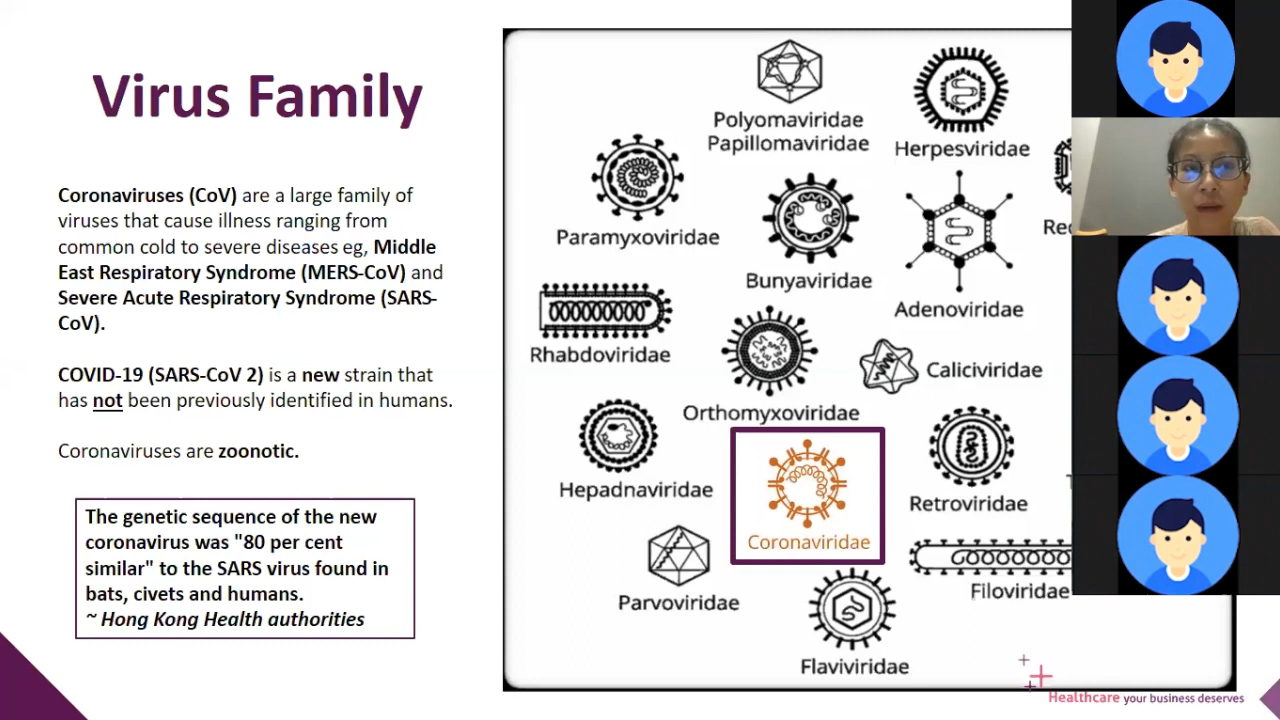 Virus Family
Coronaviruses (CoV) are a large family of
viruses that cause illness ranging from
common cold to severe diseases eg, Middle
East Respiratory Syndrome (MERS-CoV) and
Severe Acute Respiratory Syndrome (SARS-
CoV).
COVID-19 (SARS-CoV 2) is a new strain that
has not been previously identified in humans.
Coronaviruses are zoonotic.
The genetic sequence of the new
coronavirus was "80 per cent
similar" to the SARS virus found in
bats, civets and humans.
~ Hong Kong Health authorities
Polyomaviridae
Papillomaviridae
Herpesviridae
Paramyxoviridae
Bunyaviridae
Adenoviridae
Rhabdoviridae
Caliciviridae
Orthomyxoviridae
Hepadnaviridae
Retroviridae
Coronaviridae
Parvoviridae
Filoviridae
Flaviviridae
Healthcare your business deserves